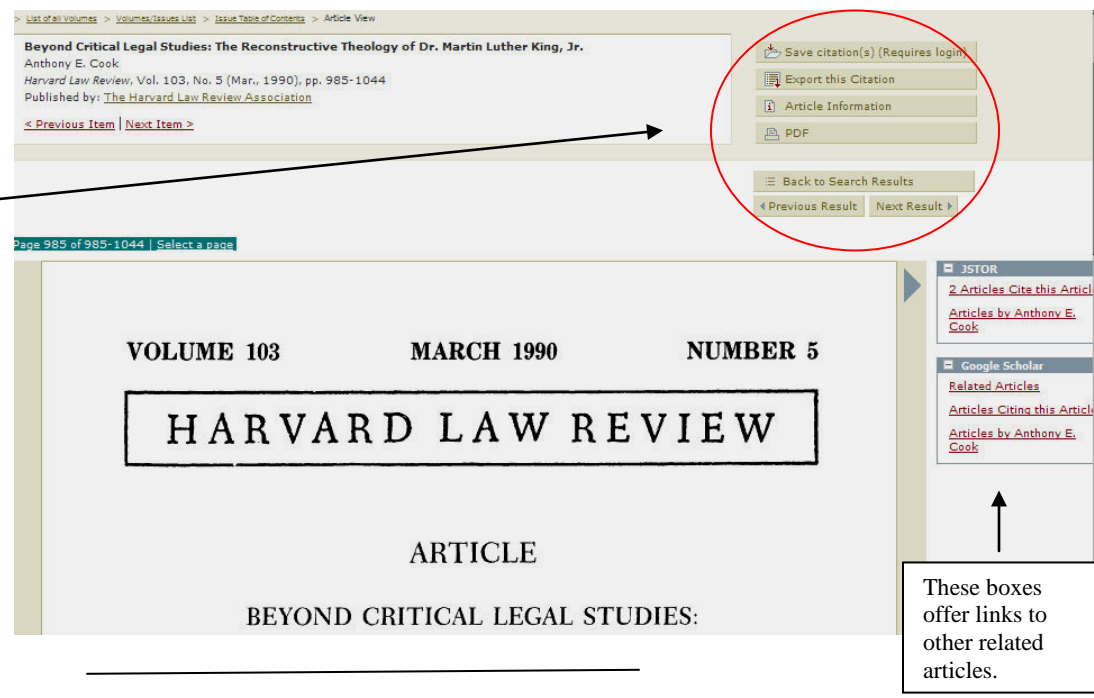 > List of all Volumes > Volumes/Issues List > Issue Table of Contents > Article View
Beyond Critical Legal Studies: The Reconstructive Theology of Dr. Martin Luther King, Jr.
Anthony E. Cook
Harvard Law Review, Vol. 103, No. 5 (Mar., 1990), pp. 985-1044
Published by: The Harvard Law Review Association
< Previous Item | Next Item >
Save citation(s) (Requires login)
Export this Citation
Article Information
PDF
Back to Search Results
Previous Result Next Result
Page 985 of 985-1044 | Select a page
JSTOR
2 Articles Cite this Articl
Articles by Anthony E.
Cook
Google Scholar
Related Articles
Articles Citing this Articl
Articles by Anthony E.
Cook
VOLUME 103 MARCH 1990 NUMBER 5
HARVARD LAW REVIEW
ARTICLE
BEYOND CRITICAL LEGAL STUDIES:
These boxes
offer links to
other related
articles.